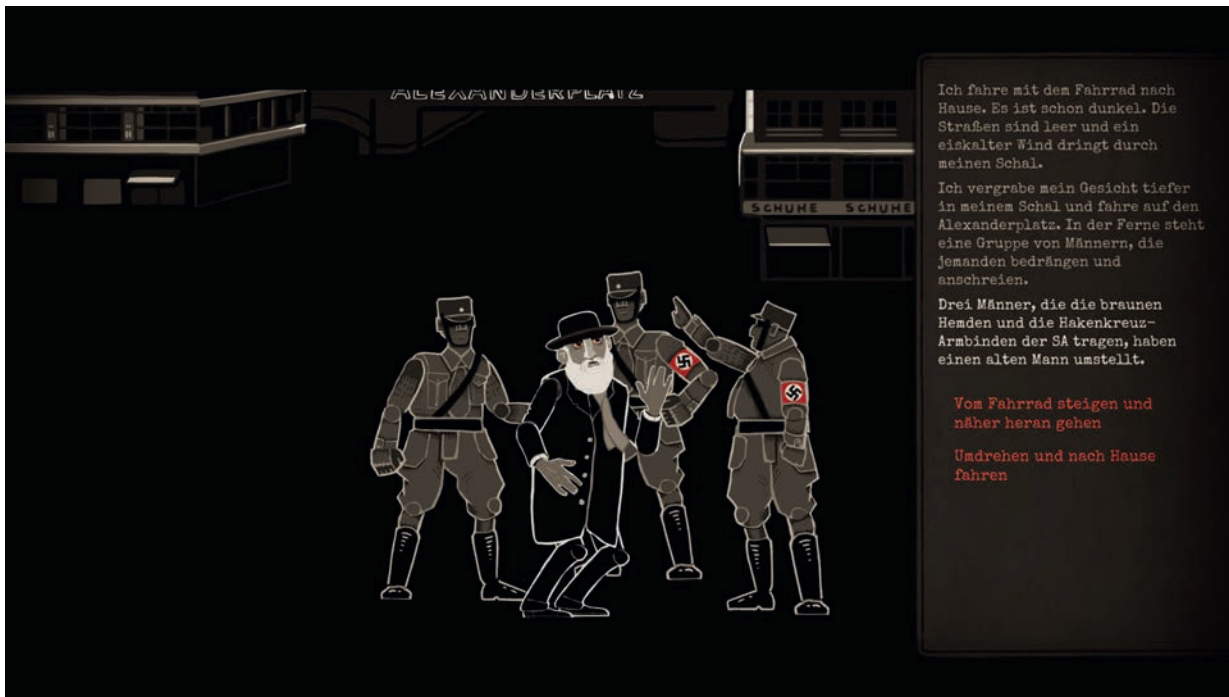 ALEXANDERPLATZ
SCHUHE SCHUHE
Ich fahre mit dem Fahrrad nach
Hause. Es ist schon dunkel. Die
Straßen sind leer und ein
eiskalter Wind dringt durch
meinen Schal.
Ich vergrabe mein Gesicht tiefer
in meinem Schal und fahre auf den
Alexanderplatz. In der Ferne steht
eine Gruppe von Männern, die
jemanden bedrängen und
anschreien.
Drei Männer, die die braunen
Hemden und die Hakenkreuz-
Armbinden der SA tragen, haben
einen alten Mann umstellt.
Vom Fahrrad steigen und
näher heran gehen
Umdrehen und nach Hause
fahren